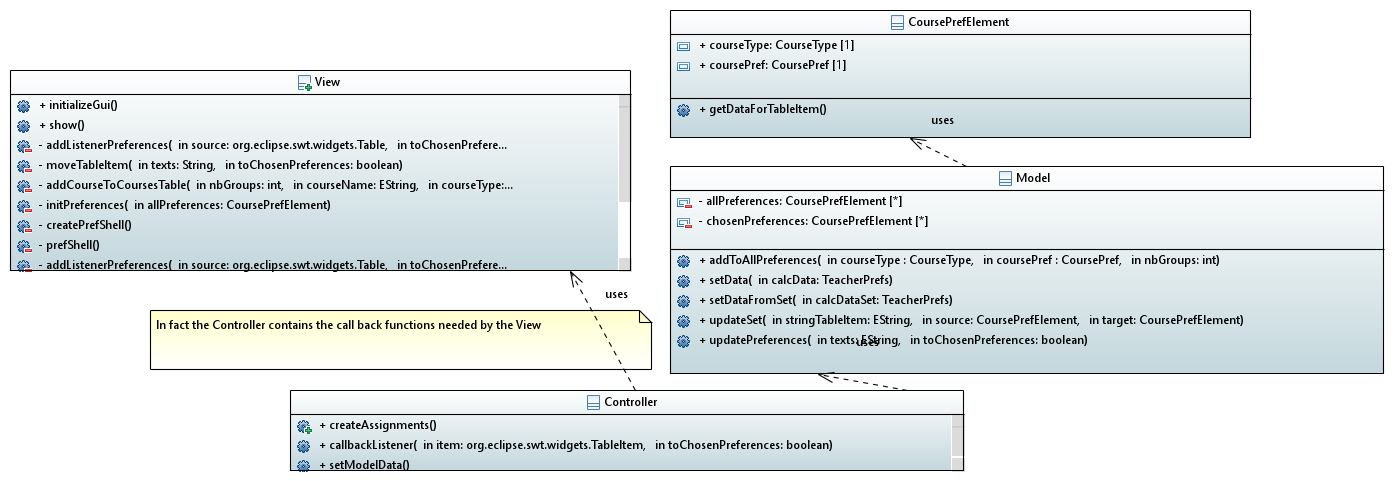 CoursePrefElement
+ courseType: CourseType [1]
+ coursePref: CoursePref [1]
+ getDataForTableItem()
uses
View
+ initializeGui()
+ show()
- addListenerPreferences( in source: org.eclipse.swt.widgets.Table, in toChosenPrefere...
- moveTableItem( in texts: String, in toChosenPreferences: boolean)
- addCourseToCoursesTable( in nbGroups: int, in courseName: EString, in courseType:...
- initPreferences( in allPreferences: CoursePrefElement)
- createPrefShell()
- prefShell()
- addListenerPreferences( in source: org.eclipse.swt.widgets.Table, in toChosenPrefere...
Model
- allPreferences: CoursePrefElement [*]
- chosenPreferences: CoursePrefElement [*]
+ addToAllPreferences( in courseType : CourseType, in coursePref : CoursePref, in nbGroups: int)
+ setData( in calcData: TeacherPrefs)
+ setDataFromSet( in calcDataSet: TeacherPrefs)
+ updateSet( in stringTableItem: EString, in source: CoursePrefElement, in target: CoursePrefElement)
+ updatePreferences( in texts: EString, in toChosenPreferences: boolean)
uses
uses
In fact the Controller contains the call back functions needed by the View
Controller
+ createAssignments()
+ callbackListener( in item: org.eclipse.swt.widgets.TableItem, in toChosenPreferences: boolean)
+ setModelData()